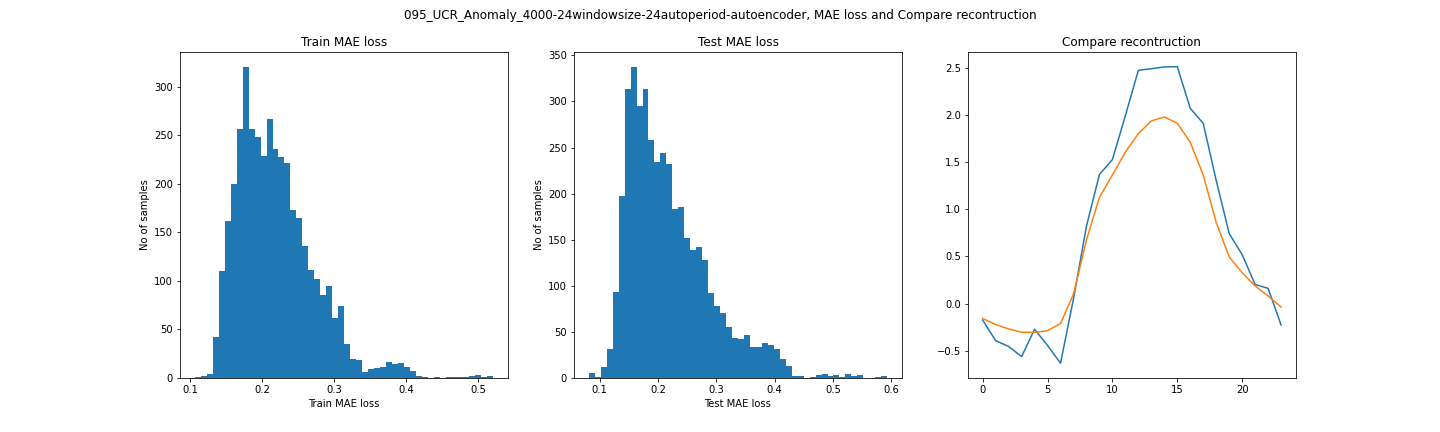 095_UCR_Anomaly_4000-24windowsize-24autoperiod-autoencoder, MAE loss and Compare recontruction
Train MAE loss
No of samples
300
250
200
150
100
50
0
0.1 0.2 0.3 0.4 0.5
Train MAE loss
Test MAE loss
No of samples
350
300
250
200
150
100
50
0
0.1 0.2 0.3 0.4 0.5 0.6
Test MAE loss
Compare recontruction
2.5
2.0
1.5
1.0
0.5
0.0
−0.5
0 5 10 15 20